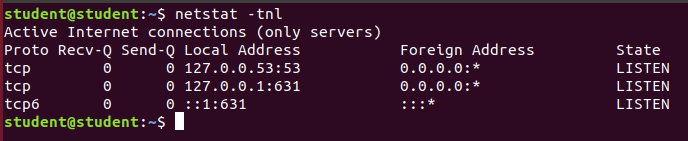 student@student:~$ netstat -tnl
Active Internet connections (only servers)
Proto Recv-Q Send-Q Local Address           Foreign Address         State
tcp        0      0 127.0.0.53:53           0.0.0.0:*               LISTEN
tcp        0      0 127.0.0.1:631           0.0.0.0:*               LISTEN
tcp6       0      0 ::1:631                 :::*                    LISTEN
student@student:~$